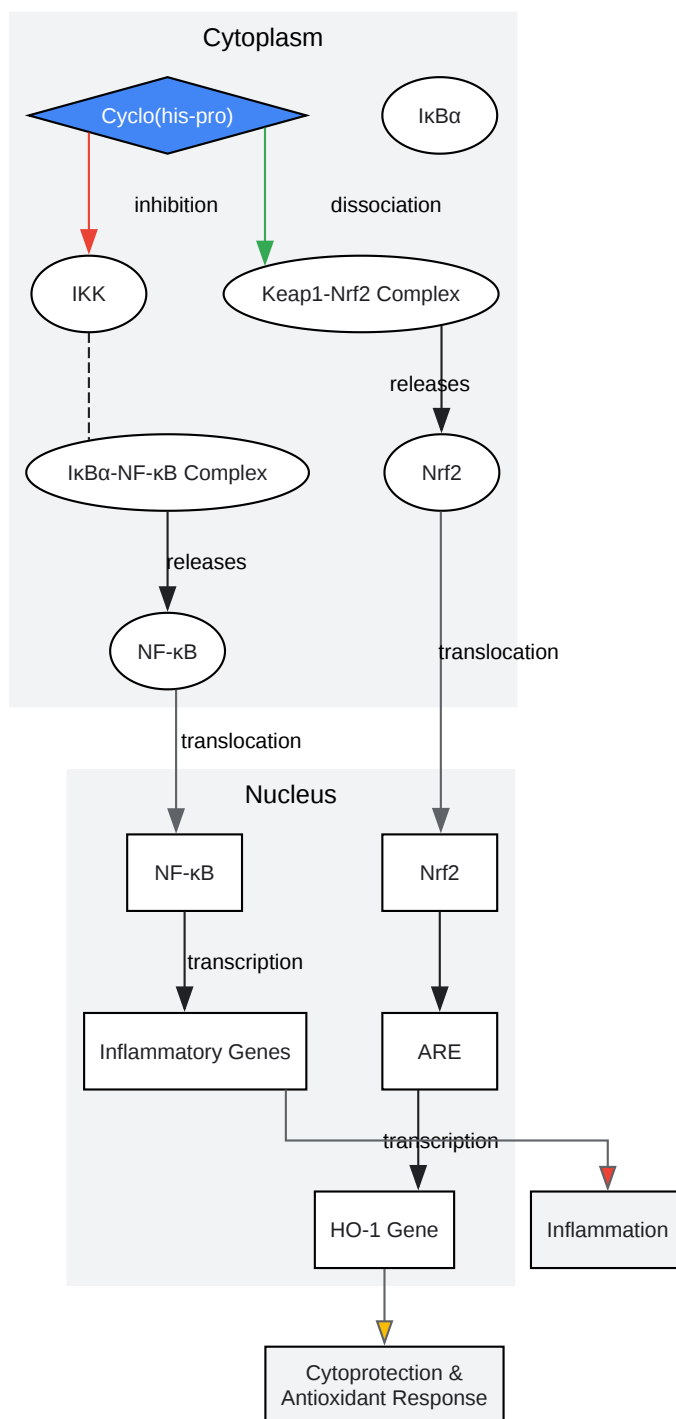 Cytoplasm
Cyclo(his-pro)
IκBα
inhibition
dissociation
IKK
Keap1-Nrf2 Complex
releases
IκBα-NF-κB Complex
Nrf2
releases
NF-κB
translocation
translocation
Nucleus
NF-κB
Nrf2
transcription
Inflammatory Genes
ARE
transcription
HO-1 Gene
Inflammation
Cytoprotection &
Antioxidant Response